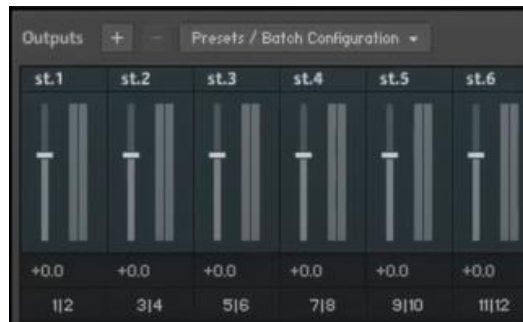 Outputs + − Presets / Batch Configuration
st.1 st.2 st.3 st.4 st.5 st.6
+0.0 +0.0 +0.0 +0.0 +0.0 +0.0
1|2 3|4 5|6 7|8 9|10 11|12